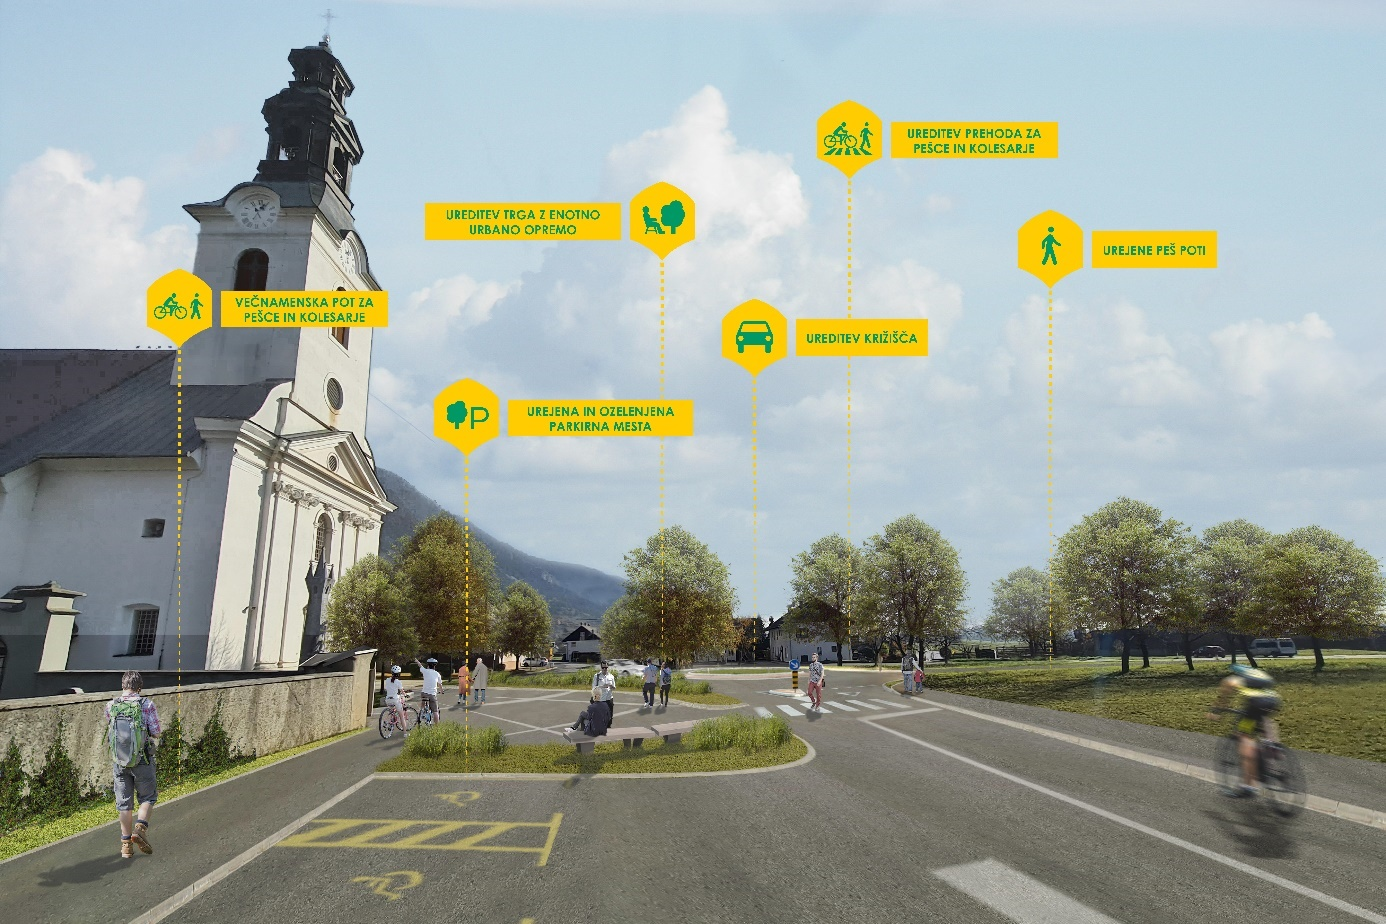 UREDITEV PREHODA ZA
PEŠCE IN KOLESARJE
UREDITEV TRGA Z ENOTNO
URBANO OPREMO
UREJENE PEŠ POTI
VEČNAMENSKA POT ZA
PEŠCE IN KOLESARJE
UREDITEV KRIŽIŠČA
P
UREJENA IN OZELENJENA
PARKIRNA MESTA